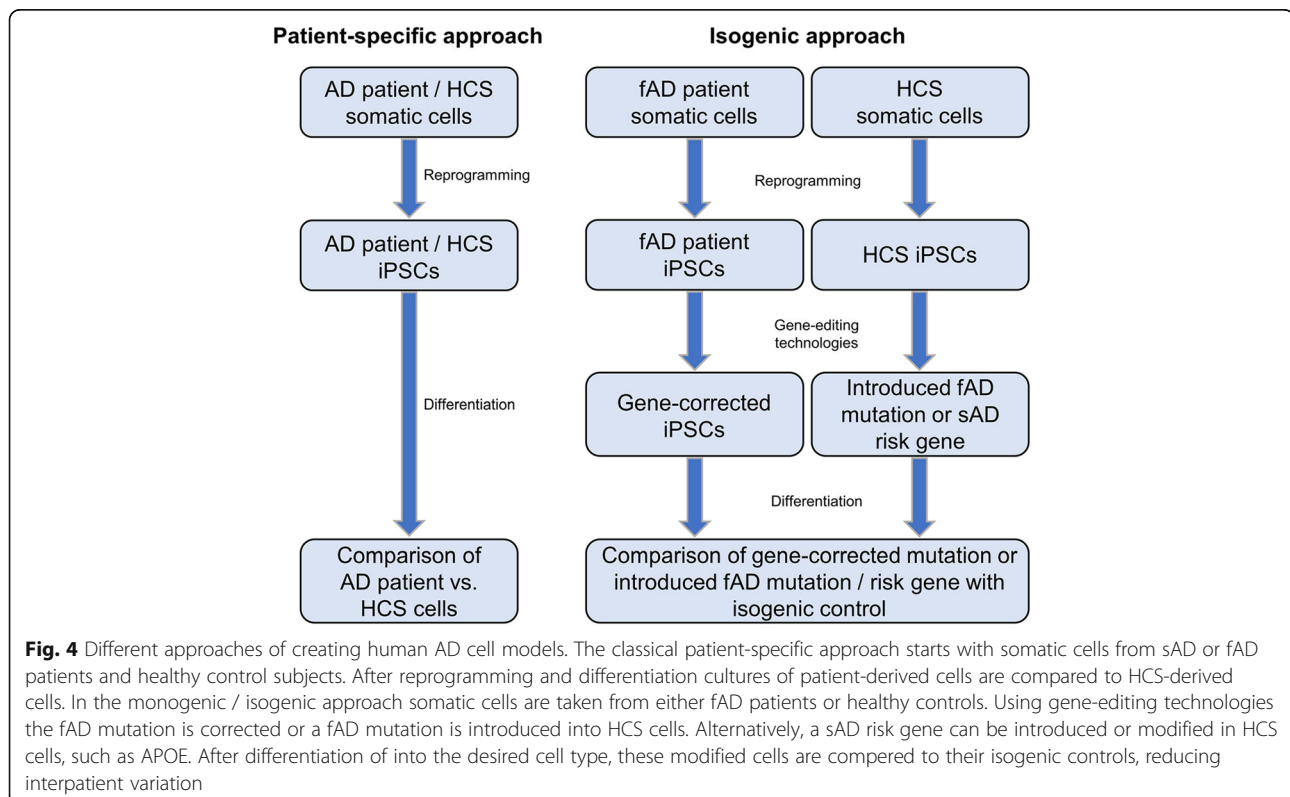 Patient-specific approach
AD patient / HCS
somatic cells
Reprogramming
AD patient / HCS
iPSCs
Differentiation
Comparison of
AD patient vs.
HCS cells
Isogenic approach
fAD patient
somatic cells
HCS
somatic cells
Reprogramming
fAD patient
iPSCs
HCS iPSCs
Gene-editing
technologies
Gene-corrected
iPSCs
Introduced fAD
mutation or sAD
risk gene
Differentiation
Comparison of gene-corrected mutation or
introduced fAD mutation / risk gene with
isogenic control
Fig. 4 Different approaches of creating human AD cell models. The classical patient-specific approach starts with somatic cells from sAD or fAD
patients and healthy control subjects. After reprogramming and differentiation cultures of patient-derived cells are compared to HCS-derived
cells. In the monogenic / isogenic approach somatic cells are taken from either fAD patients or healthy controls. Using gene-editing technologies
the fAD mutation is corrected or a fAD mutation is introduced into HCS cells. Alternatively, a sAD risk gene can be introduced or modified in HCS
cells, such as APOE. After differentiation of into the desired cell type, these modified cells are compered to their isogenic controls, reducing
interpatient variation